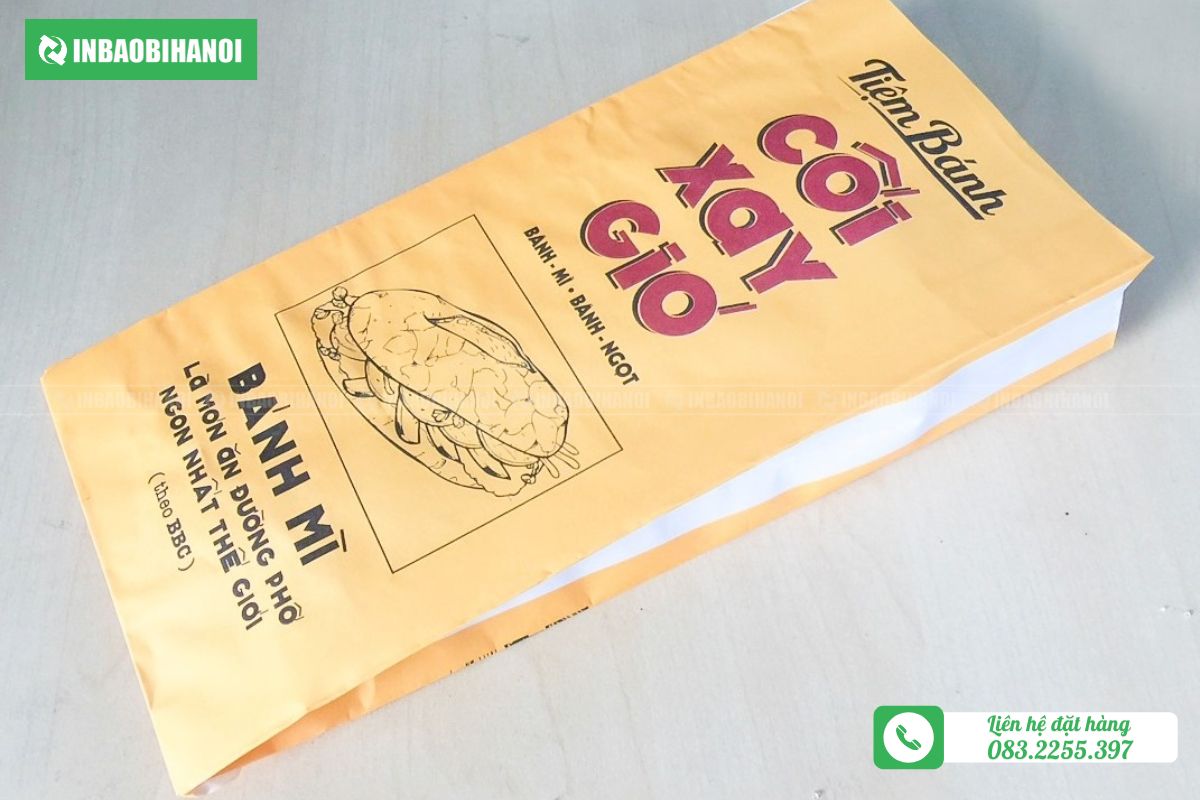 INBAOBIHANOI
Tiệm Bánh
CỐI
XAY
GIÓ
BÁNH - MÌ • BÁNH - NGỌT
BÁNH MÌ
Là MÓN ĂN ĐƯỜNG PHỐ
NGON NHẤT THẾ GIỚI
(theo BBC)
INBAOBIHANOI
Liên hệ đặt hàng
083.2255.397